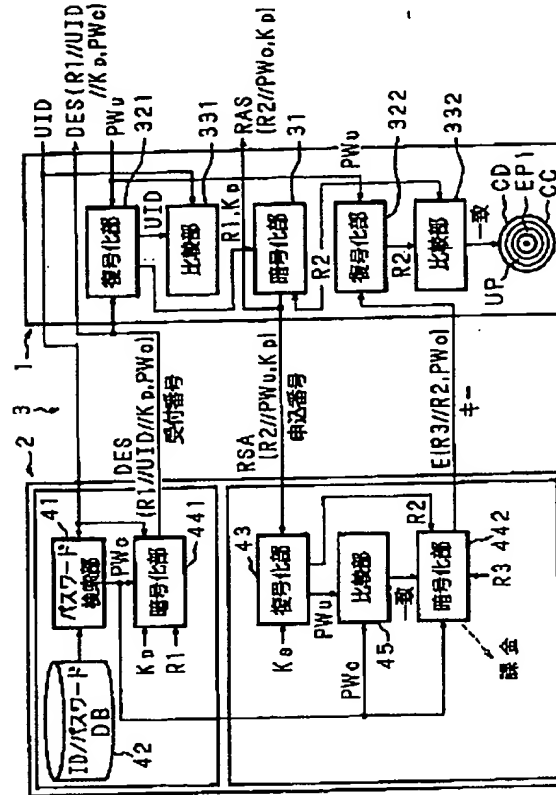 UID
DES(R1//UID
//Kp,PWc)
PWu
321
復号化部
UID
331
比較部
R1,Kp
RAS
(R2//PWo,Kp)
31
暗号化部
R2
PWu
322
復号化部
R2
332
比較部
一致
CD
EP1
CC
UP
1
3
2
41
パスワード
検索部
PWo
DES
(R1//UID//Kp,PWo)
受付番号
441
暗号化部
Kp
R1
ID/パスワード
DB
42
RSA
(R2//PWu,Kp)
申込番号
43
復号化部
Ks
PWu
R2
比較部
45
一致
PWo
E(R3//R2,PWo)
キー
442
暗号化部
R3
課金